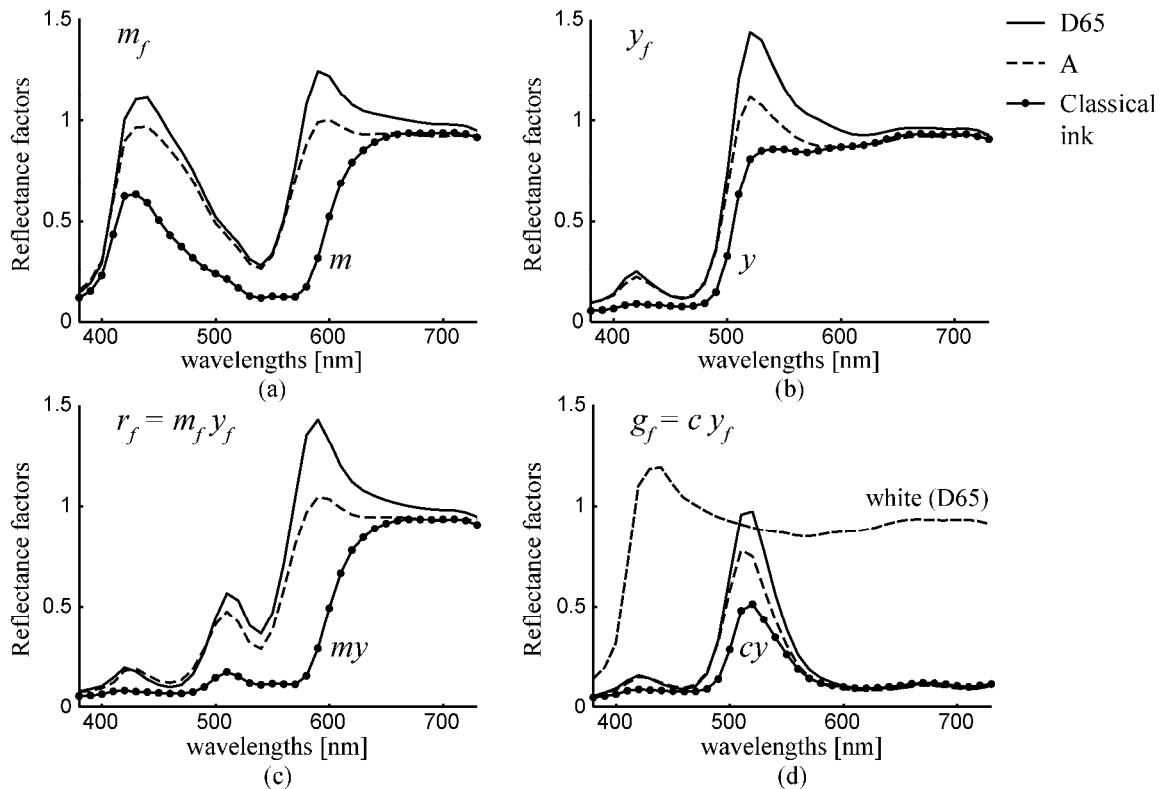 m_f
1.5
1
0.5
0
Reflectance factors
400 500 600 700
wavelengths [nm]
m
(a)
y_f
1.5
1
0.5
0
Reflectance factors
400 500 600 700
wavelengths [nm]
y
(b)
D65
A
Classical
ink
r_f = m_f y_f
1.5
1
0.5
0
Reflectance factors
400 500 600 700
wavelengths [nm]
my
(c)
g_f = c y_f
1.5
1
0.5
0
Reflectance factors
white (D65)
cy
400 500 600 700
wavelengths [nm]
(d)